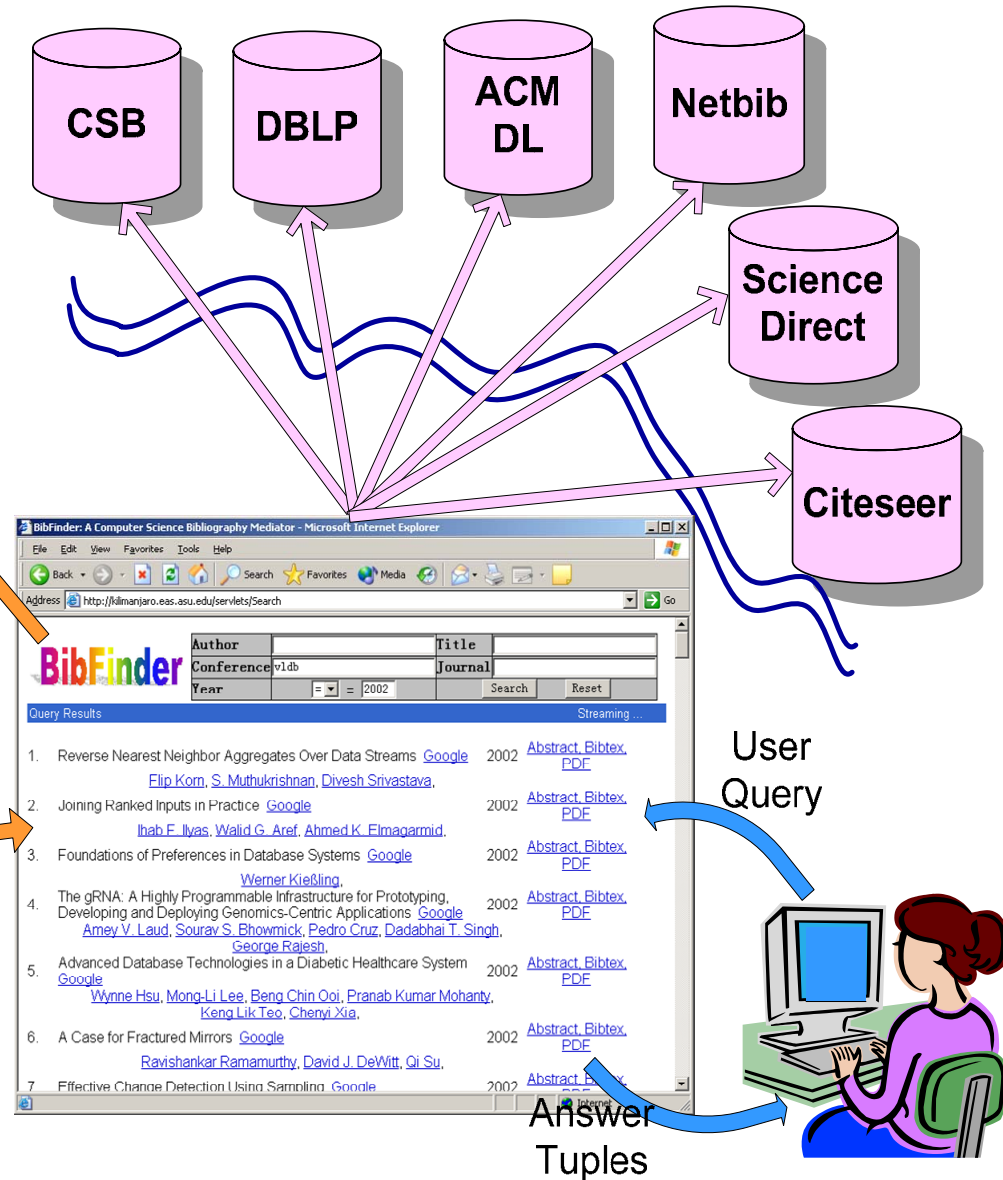 CSB
DBLP
ACM
DL
Netbib
Science
Direct
Citeseer
BibFinder: A Computer Science Bibliography Mediator - Microsoft Internet Explorer
File Edit View Favorites Tools Help
Back Search Favorites Media
Address http://kilimanjaro.eas.asu.edu/servlets/Search Go
BibFinder
Author Title
Conference vldb Journal
Year = = 2002 Search Reset
Query Results Streaming ...
1. Reverse Nearest Neighbor Aggregates Over Data Streams Google 2002 Abstract, Bibtex,
PDF
Flip Korn, S. Muthukrishnan, Divesh Srivastava,
2. Joining Ranked Inputs in Practice Google 2002 Abstract, Bibtex,
PDF
Ihab F. Ilyas, Walid G. Aref, Ahmed K. Elmagarmid,
3. Foundations of Preferences in Database Systems Google 2002 Abstract, Bibtex,
PDF
Werner Kießling,
4. The gRNA: A Highly Programmable Infrastructure for Prototyping,
Developing and Deploying Genomics-Centric Applications Google 2002 Abstract, Bibtex,
PDF
Amey V. Laud, Sourav S. Bhowmick, Pedro Cruz, Dadabhai T. Singh,
George Rajesh,
5. Advanced Database Technologies in a Diabetic Healthcare System
Google 2002 Abstract, Bibtex,
PDF
Wynne Hsu, Mong-Li Lee, Beng Chin Ooi, Pranab Kumar Mohanty,
Keng Lik Teo, Chenyi Xia,
6. A Case for Fractured Mirrors Google 2002 Abstract, Bibtex,
PDF
Ravishankar Ramamurthy, David J. DeWitt, Qi Su,
7. Effective Change Detection Using Sampling Google 2002 Abstract, Bibtex,
PDF
Internet
User
Query
Answer
Tuples